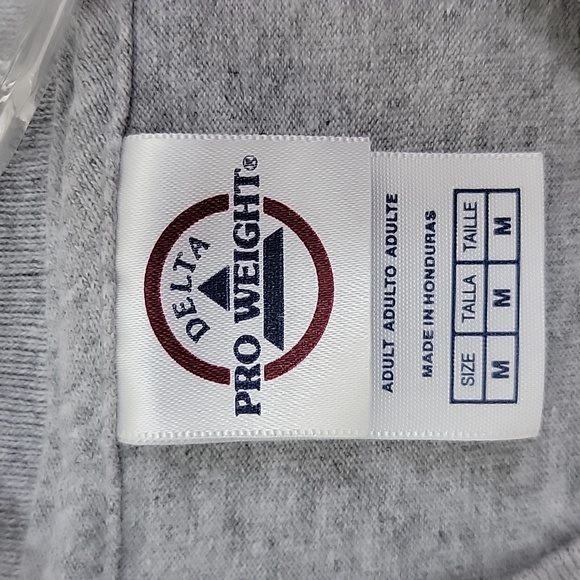 DELTA
PRO WEIGHT®
ADULT ADULTO ADULTE
MADE IN HONDURAS
SIZE TALLA TAILLE
M M M